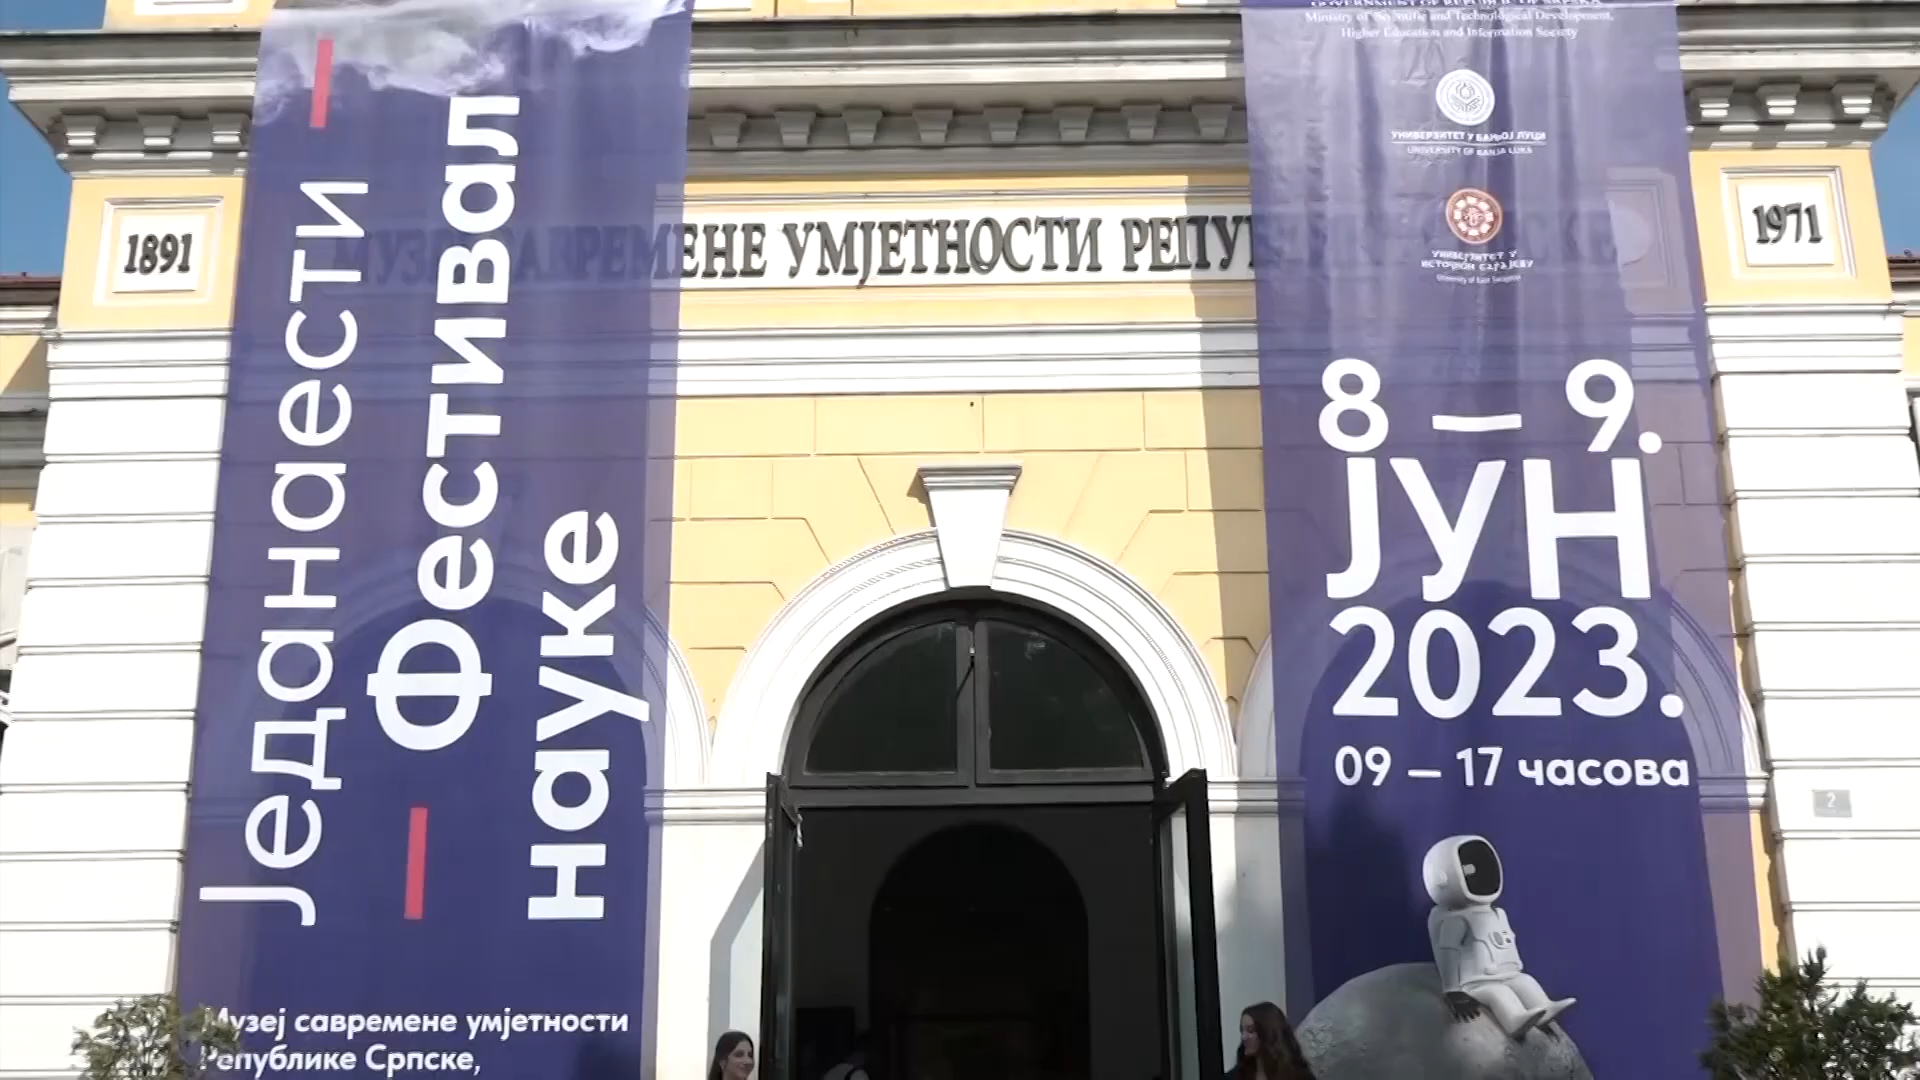 Једанаести
Фестивал
науке
Музеј савремене умјетности
Републике Српске,
1891
МУЗЕЈ САВРЕМЕНЕ УМЈЕТНОСТИ РЕПУ
1971
Ministry of Scientific and Technological Development,
Higher Education and Information Society
УНИВЕРЗИТЕТ У БАЊОЈ ЛУЦИ
UNIVERSITY OF BANJA LUKA
УНИВЕРЗИТЕТ У
ИСТОЧНОМ САРАЈЕВУ
University of East Sarajevo
8 – 9.
ЈУН
2023.
09 – 17 часова
2